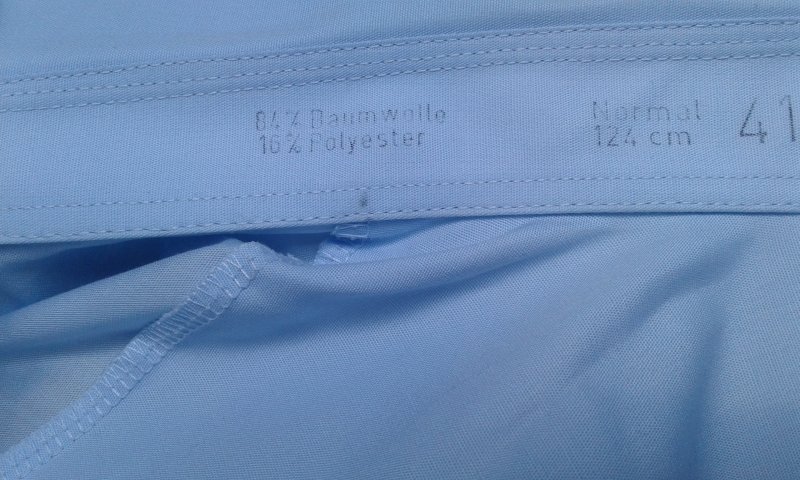 84% Baumwolle
16% Polyester
Normal
124 cm
41